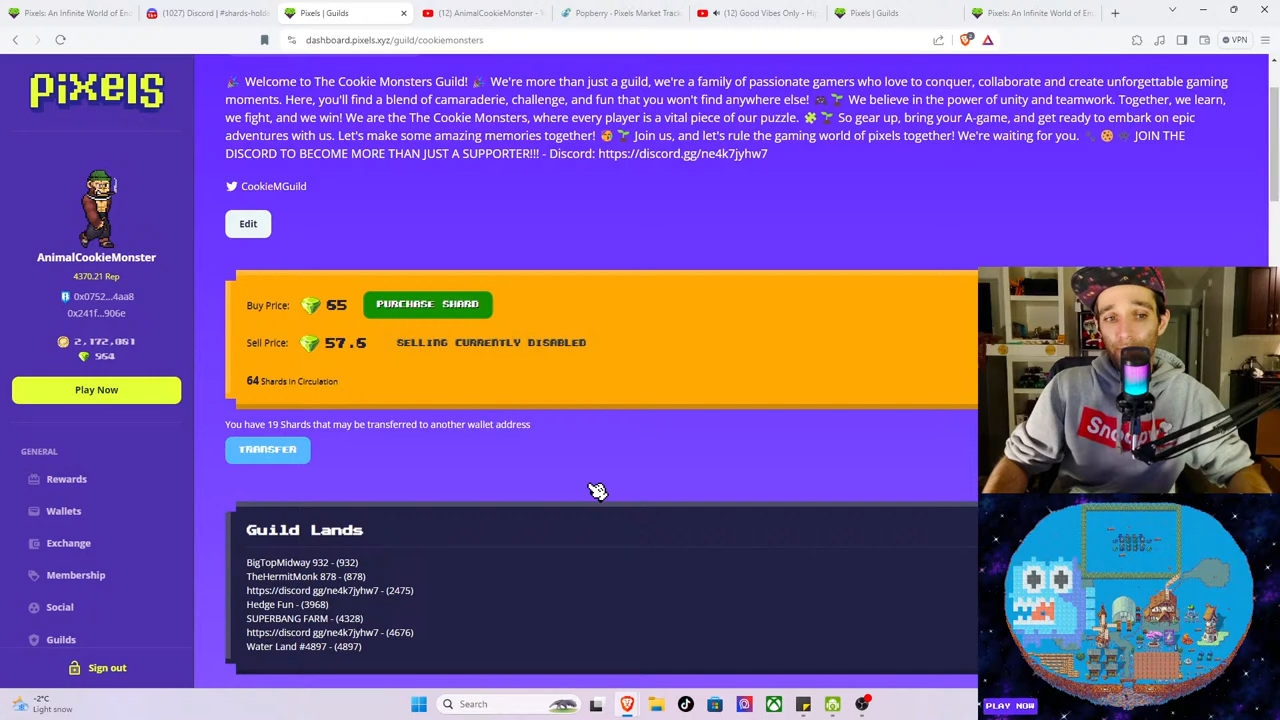 Pixels: An Infinite World of En
(1027) Discord | #shards-hold
Pixels | Guilds
(12) AnimalCookieMonster -
Popberry - Pixels Market Track
(12) Good Vibes Only - Hi
Pixels | Guilds
Pixels: An Infinite World of En
dashboard.pixels.xyz/guild/cookiemonsters
VPN
pixels
Welcome to The Cookie Monsters Guild! We're more than just a guild, we're a family of passionate gamers who love to conquer, collaborate and create unforgettable gaming
moments. Here, you'll find a blend of camaraderie, challenge, and fun that you won't find anywhere else! We believe in the power of unity and teamwork. Together, we learn,
we fight, and we win! We are the The Cookie Monsters, where every player is a vital piece of our puzzle. So gear up, bring your A-game, and get ready to embark on epic
adventures with us. Let's make some amazing memories together! Join us, and let's rule the gaming world of pixels together! We're waiting for you. JOIN THE
DISCORD TO BECOME MORE THAN JUST A SUPPORTER!!! - Discord: https://discord.gg/ne4k7jyhw7
CookieMGuild
Edit
AnimalCookieMonster
4370.21 Rep
0x0752...4aa8
0x241f...906e
2,172,081
964
Play Now
GENERAL
Rewards
Wallets
Exchange
Membership
Social
Guilds
Sign out
Buy Price: 65 PURCHASE SHARD
Sell Price: 57.5 SELLING CURRENTLY DISABLED
64 Shards in Circulation
You have 19 Shards that may be transferred to another wallet address
TRANSFER
Guild Lands
BigTopMidway 932 - (932)
TheHermitMonk 878 - (878)
https://discord gg/ne4k7jyhw7 - (2475)
Hedge Fun - (3968)
SUPERBANG FARM - (4328)
https://discord gg/ne4k7jyhw7 - (4676)
Water Land #4897 - (4897)
PLAY NOW
-2°C
Light snow
Search